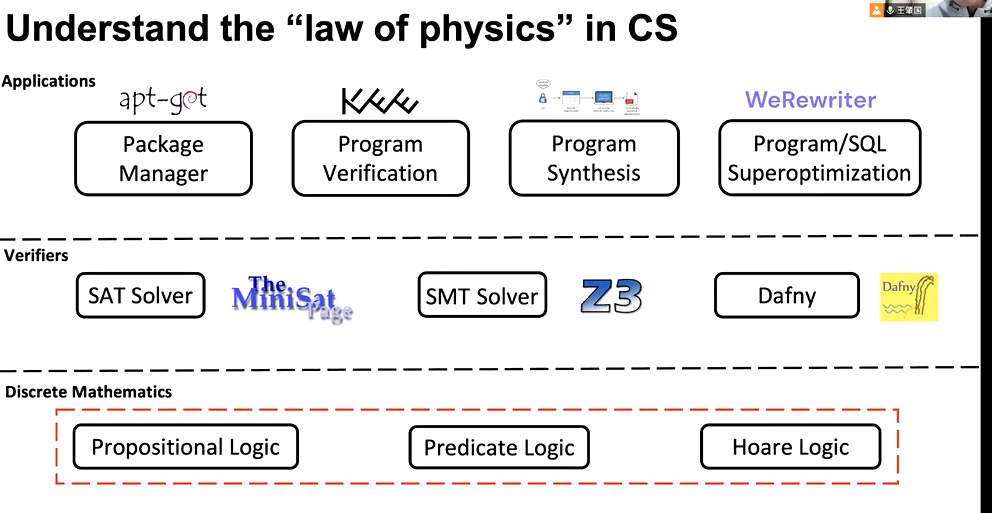 Understand the “law of physics” in CS
王肇国
Applications
apt-get
KLEE
WeRewriter
Package
Manager
Program
Verification
Program
Synthesis
Program/SQL
Superoptimization
Verifiers
SAT Solver
The
MiniSat
Page
SMT Solver
Z3
Dafny
Dafny
Discrete Mathematics
Propositional Logic
Predicate Logic
Hoare Logic